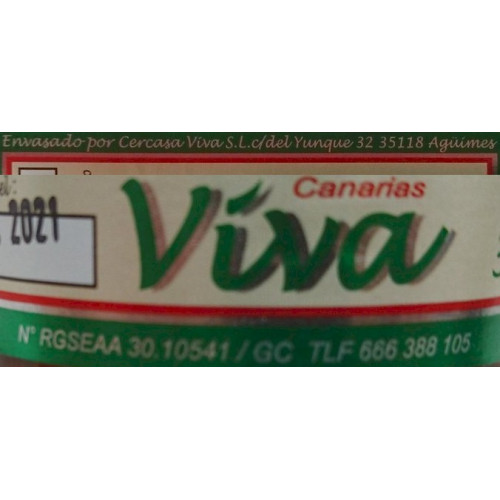 Envasado por Cercasa Viva S.L.c/del Yunque 32 35118 Agüimes
Canarias
2021
Viva
N° RGSEAA 30.10541 / GC TLF 666 388 105